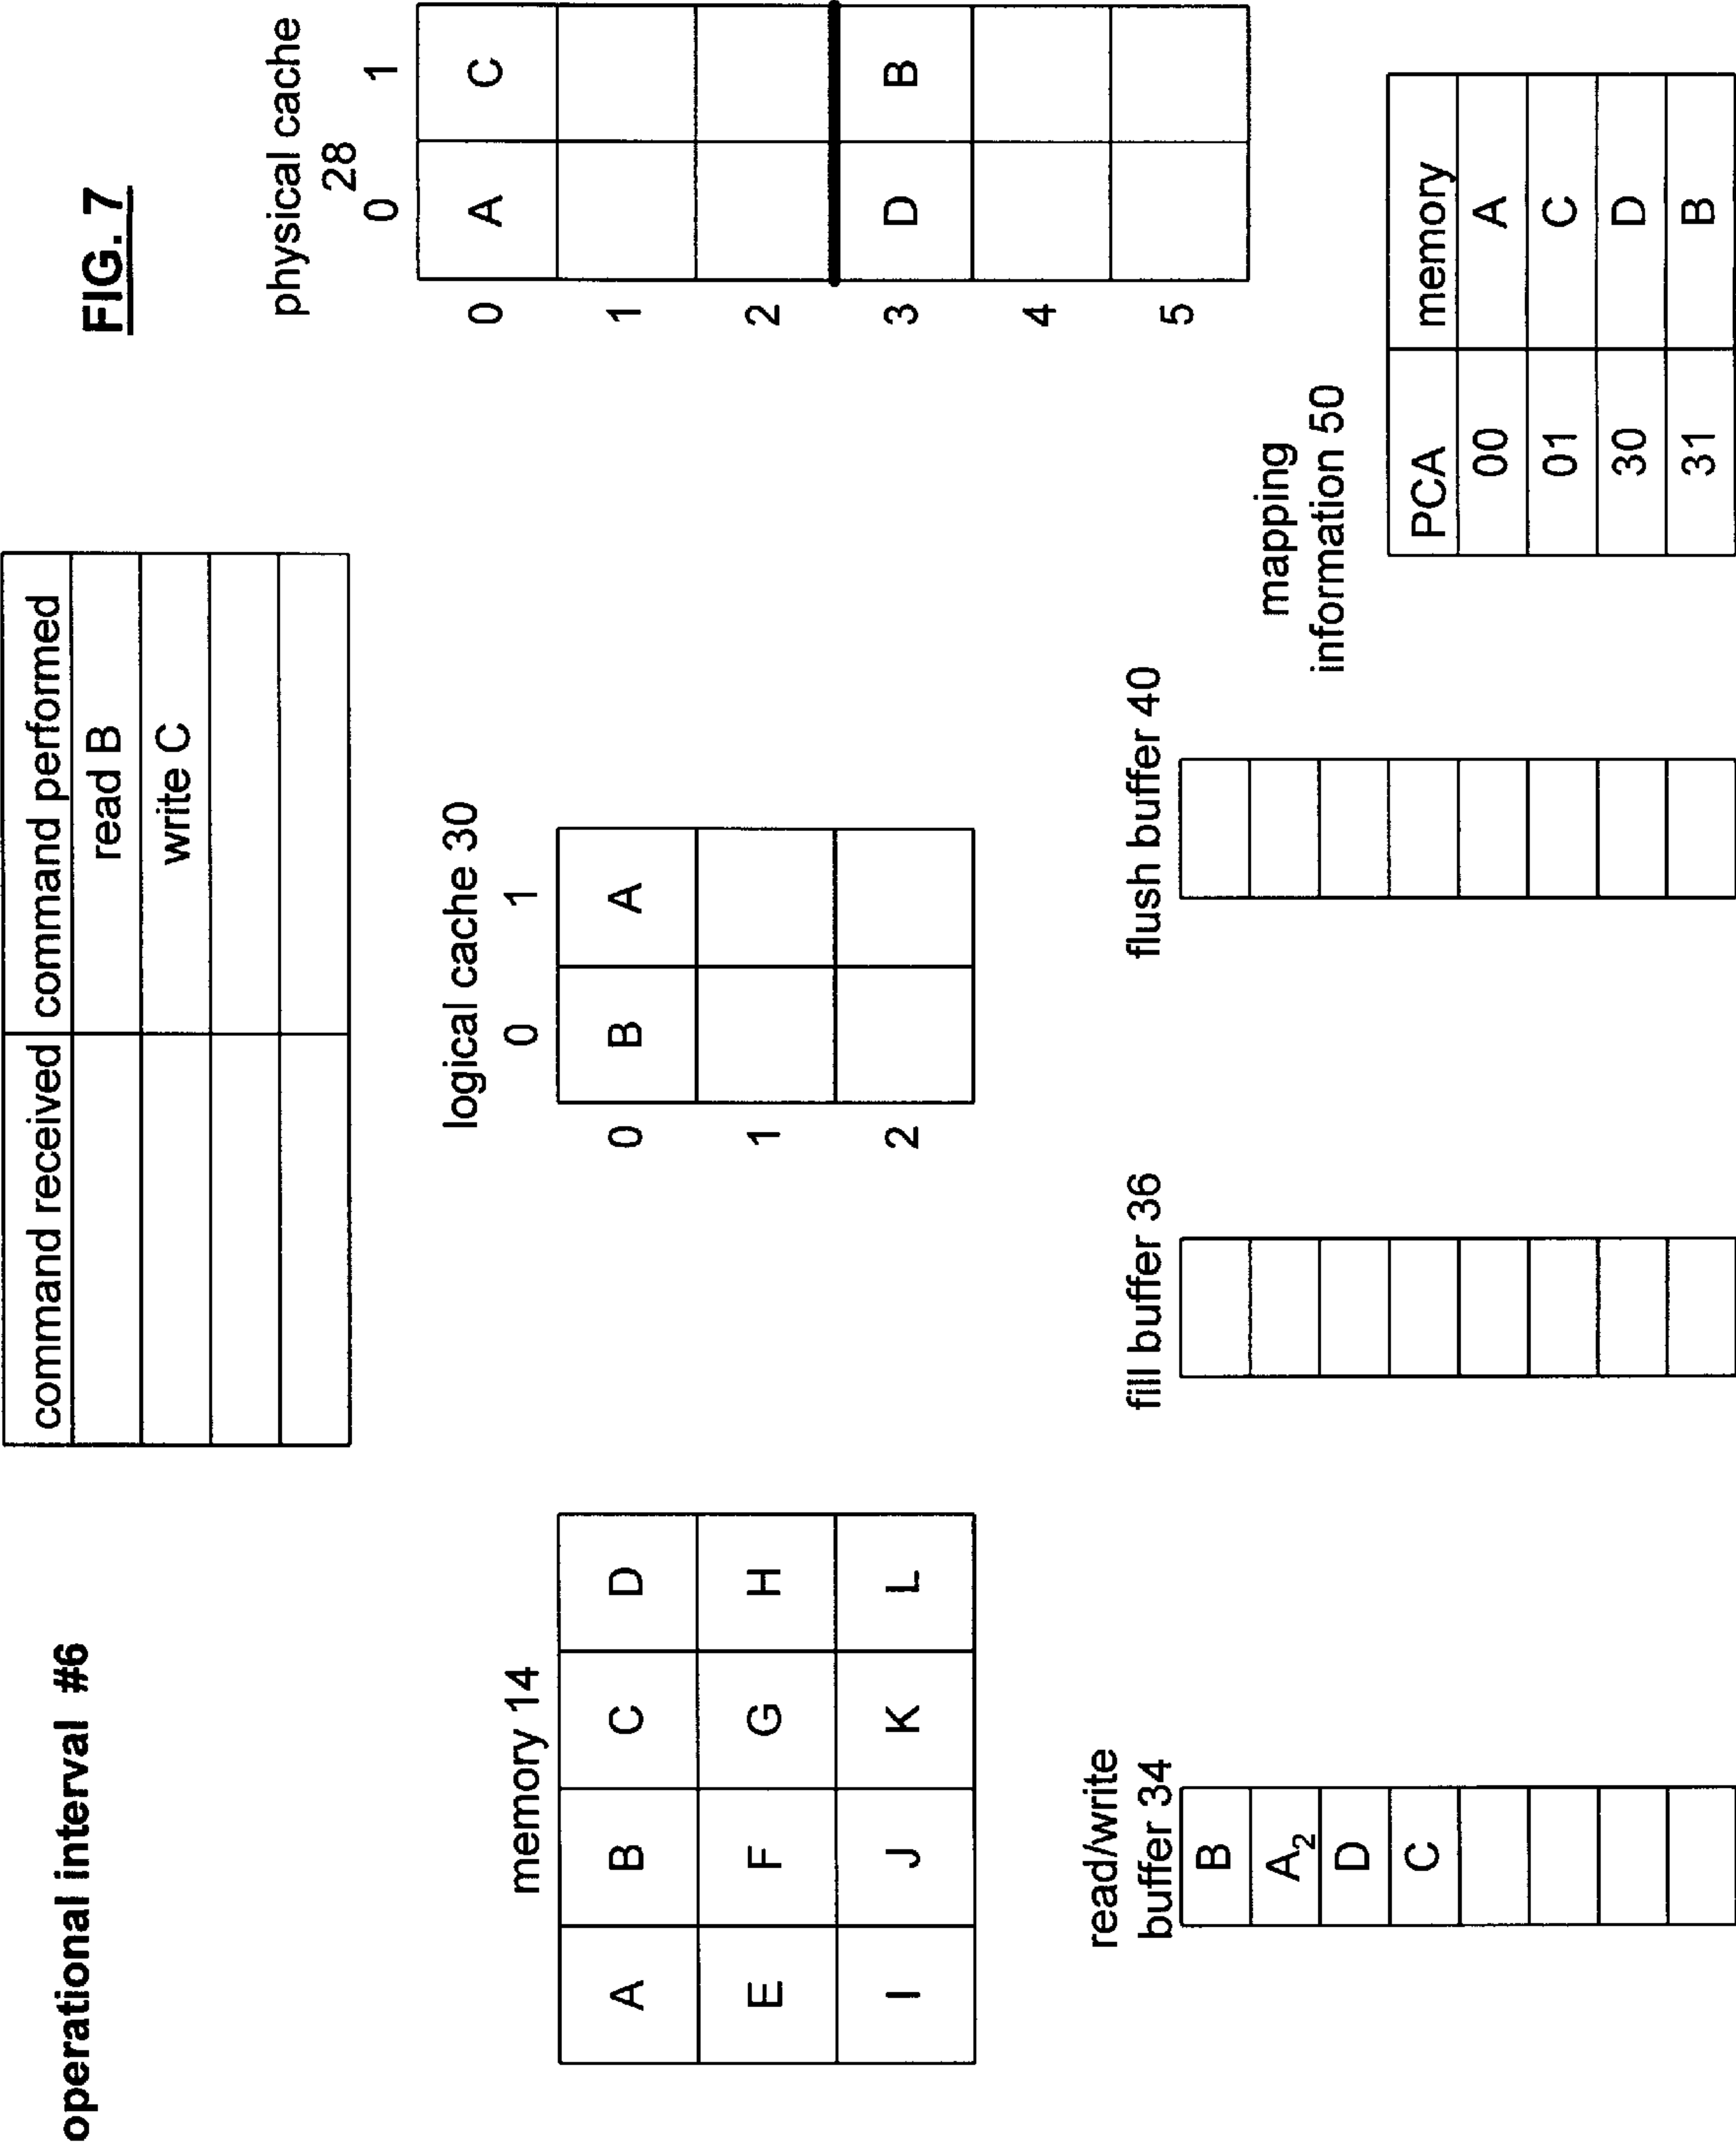 operational interval #6
FIG. 7
command received command performed
read B
write C
memory 14
A B C D
E F G H
I J K L
logical cache 30
0 1
0 B A
1
2
physical cache
28
0 1
0 A C
1
2
3 D B
4
5
read/write
buffer 34
B
A₂
D
C
fill buffer 36
flush buffer 40
mapping
information 50
PCA memory
00 A
01 C
30 D
31 B